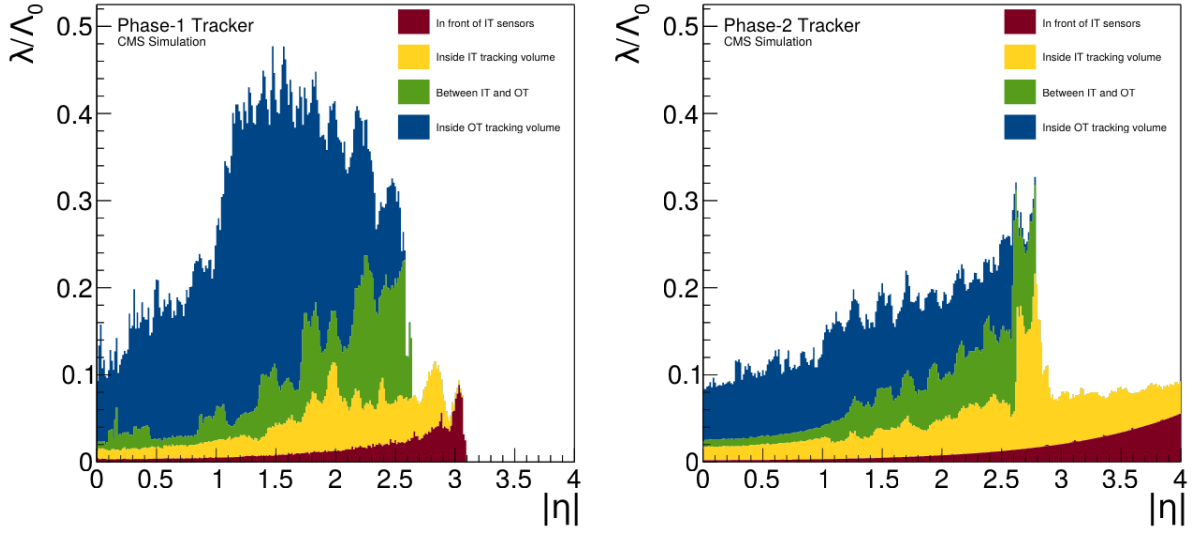 λ/Λ₀
0.5
0.4
0.3
0.2
0.1
0
Phase-1 Tracker
CMS Simulation
In front of IT sensors
Inside IT tracking volume
Between IT and OT
Inside OT tracking volume
0 0.5 1 1.5 2 2.5 3 3.5 4
|η|
λ/Λ₀
0.5
0.4
0.3
0.2
0.1
0
Phase-2 Tracker
CMS Simulation
In front of IT sensors
Inside IT tracking volume
Between IT and OT
Inside OT tracking volume
0 0.5 1 1.5 2 2.5 3 3.5 4
|η|